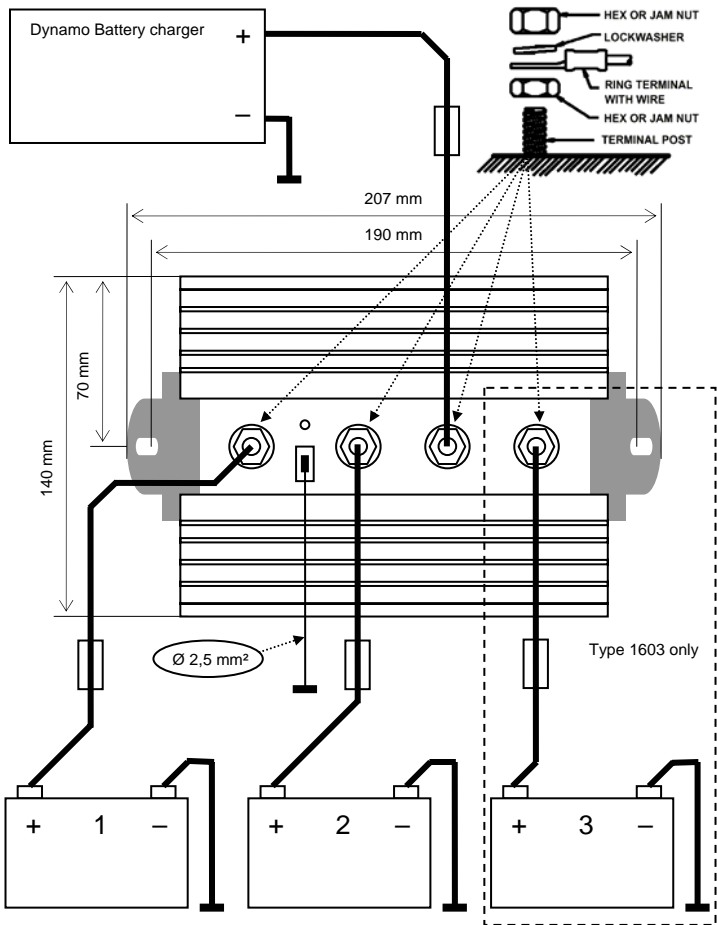 Dynamo Battery charger
+
–
HEX OR JAM NUT
LOCKWASHER
RING TERMINAL
WITH WIRE
HEX OR JAM NUT
TERMINAL POST
207 mm
190 mm
70 mm
140 mm
Ø 2,5 mm²
Type 1603 only
+ 1 –
+ 2 –
+ 3 –